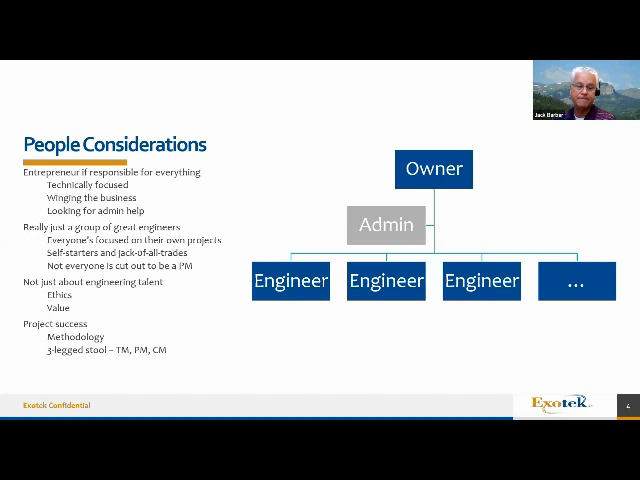 Jack Barber
People Considerations
Entrepreneur if responsible for everything
Technically focused
Winging the business
Looking for admin help
Really just a group of great engineers
Everyone's focused on their own projects
Self-starters and jack-of-all-trades
Not everyone is cut out to be a PM
Not just about engineering talent
Ethics
Value
Project success
Methodology
3-legged stool – TM, PM, CM
Owner
Admin
Engineer
Engineer
Engineer
...
Exotek Confidential
Exotek
4